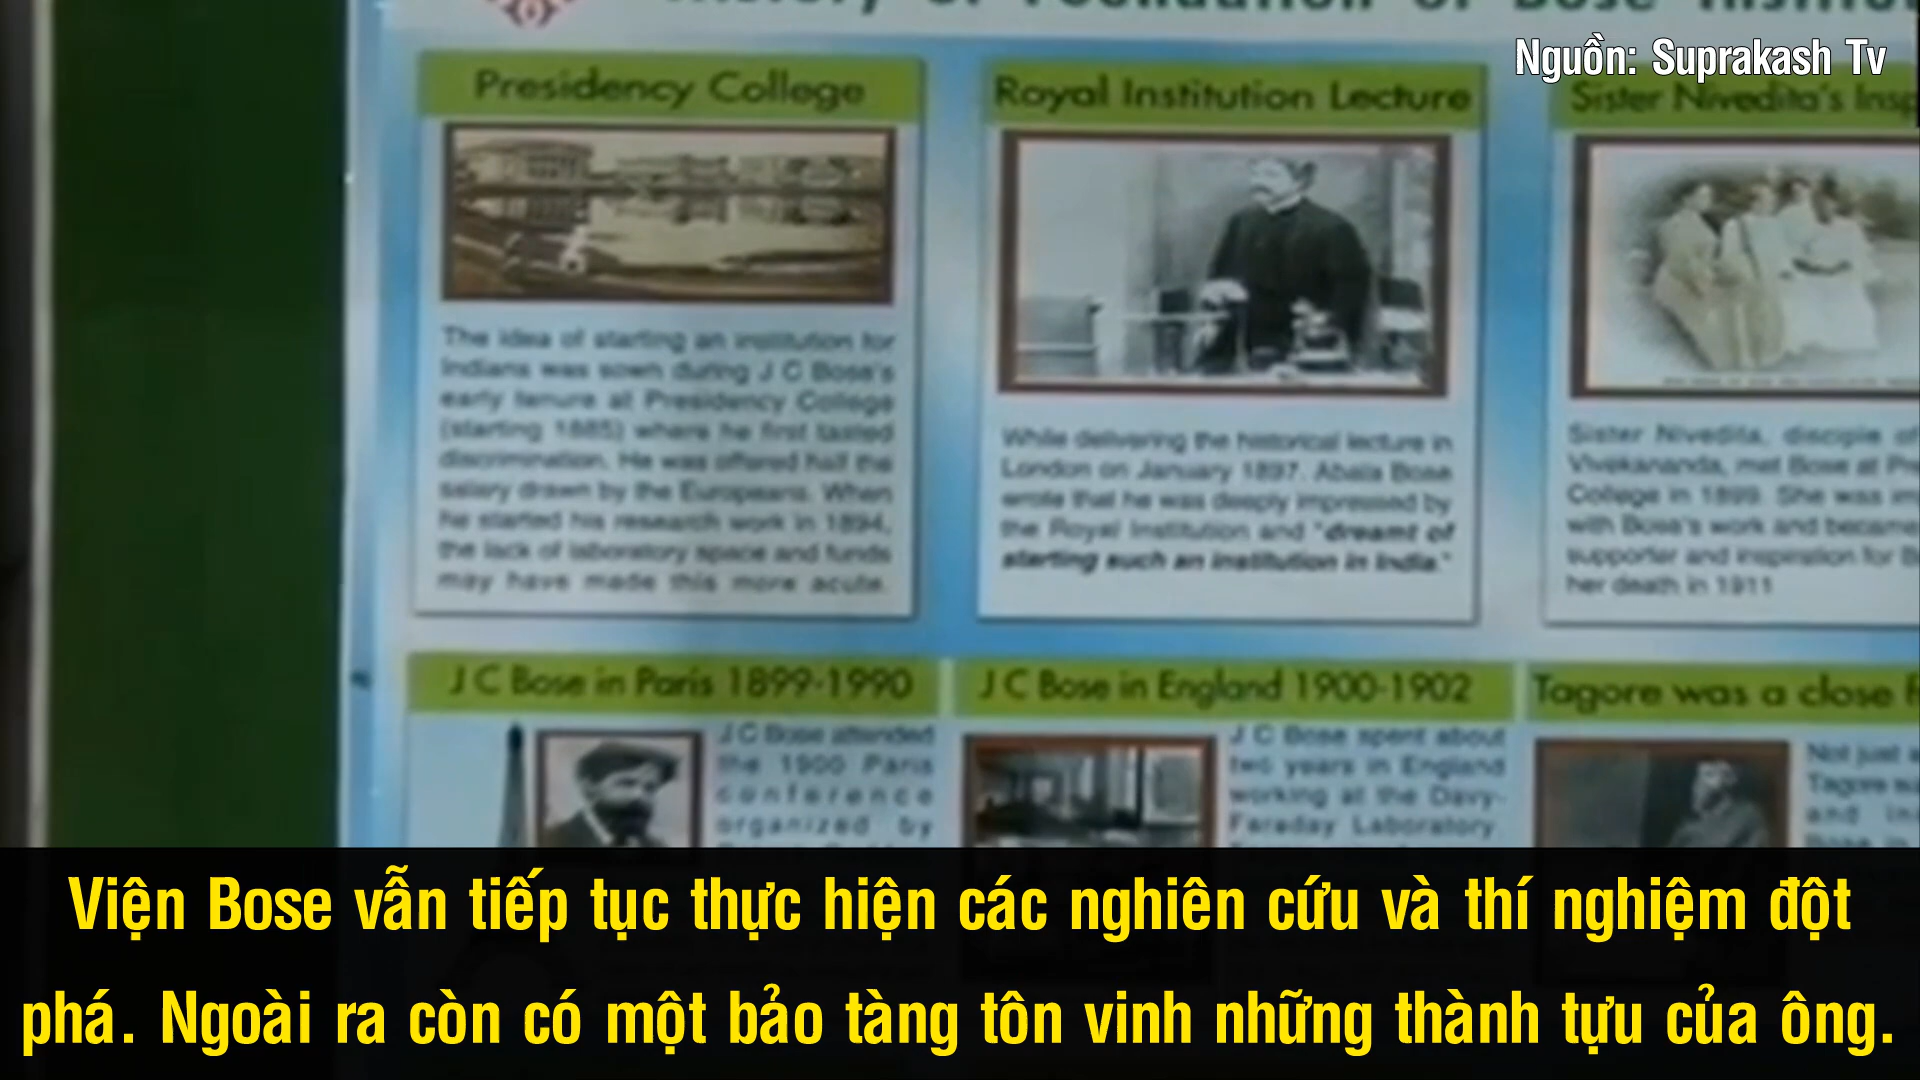 Nguồn: Suprakash Tv
Presidency College
The idea of starting an institution for
Indians was sown during J C Bose's
early tenure at Presidency College
(starting 1885) where he first tasted
discrimination. He was offered half the
salary drawn by the Europeans. When
he started his research work in 1894,
the lack of laboratory space and funds
may have made this more acute.
Royal Institution Lecture
While delivering the historical lecture in
London on January 1897, Abala Bose
wrote that he was deeply impressed by
the Royal Institution and "dreamt of
starting such an institution in India."
Sister Nivedita's
Sister Nivedita, disciple of
Vivekananda, met Bose at
College in 1899. She was
with Bose's work and became
supporter and inspiration for
her death in 1911
J C Bose in Paris 1899-1990
J C Bose attended
the 1900 Paris
conference
organized by
J C Bose in England 1900-1902
J C Bose spent about
two years in England
working at the Davy-
Faraday Laboratory.
Tagore was a close
Not just
Tagore
and
Viện Bose vẫn tiếp tục thực hiện các nghiên cứu và thí nghiệm đột
phá. Ngoài ra còn có một bảo tàng tôn vinh những thành tựu của ông.